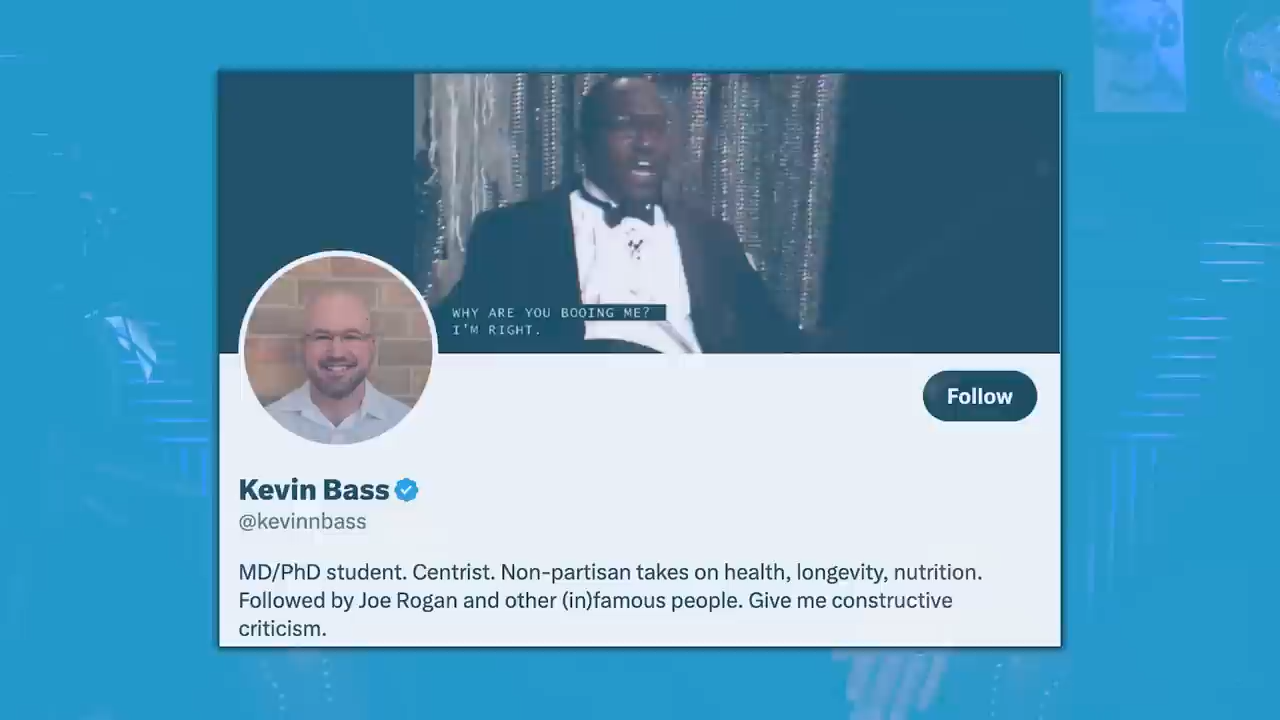 WHY ARE YOU BOOING ME?
I'M RIGHT.
Follow
Kevin Bass
@kevinnbass
MD/PhD student. Centrist. Non-partisan takes on health, longevity, nutrition.
Followed by Joe Rogan and other (in)famous people. Give me constructive
criticism.